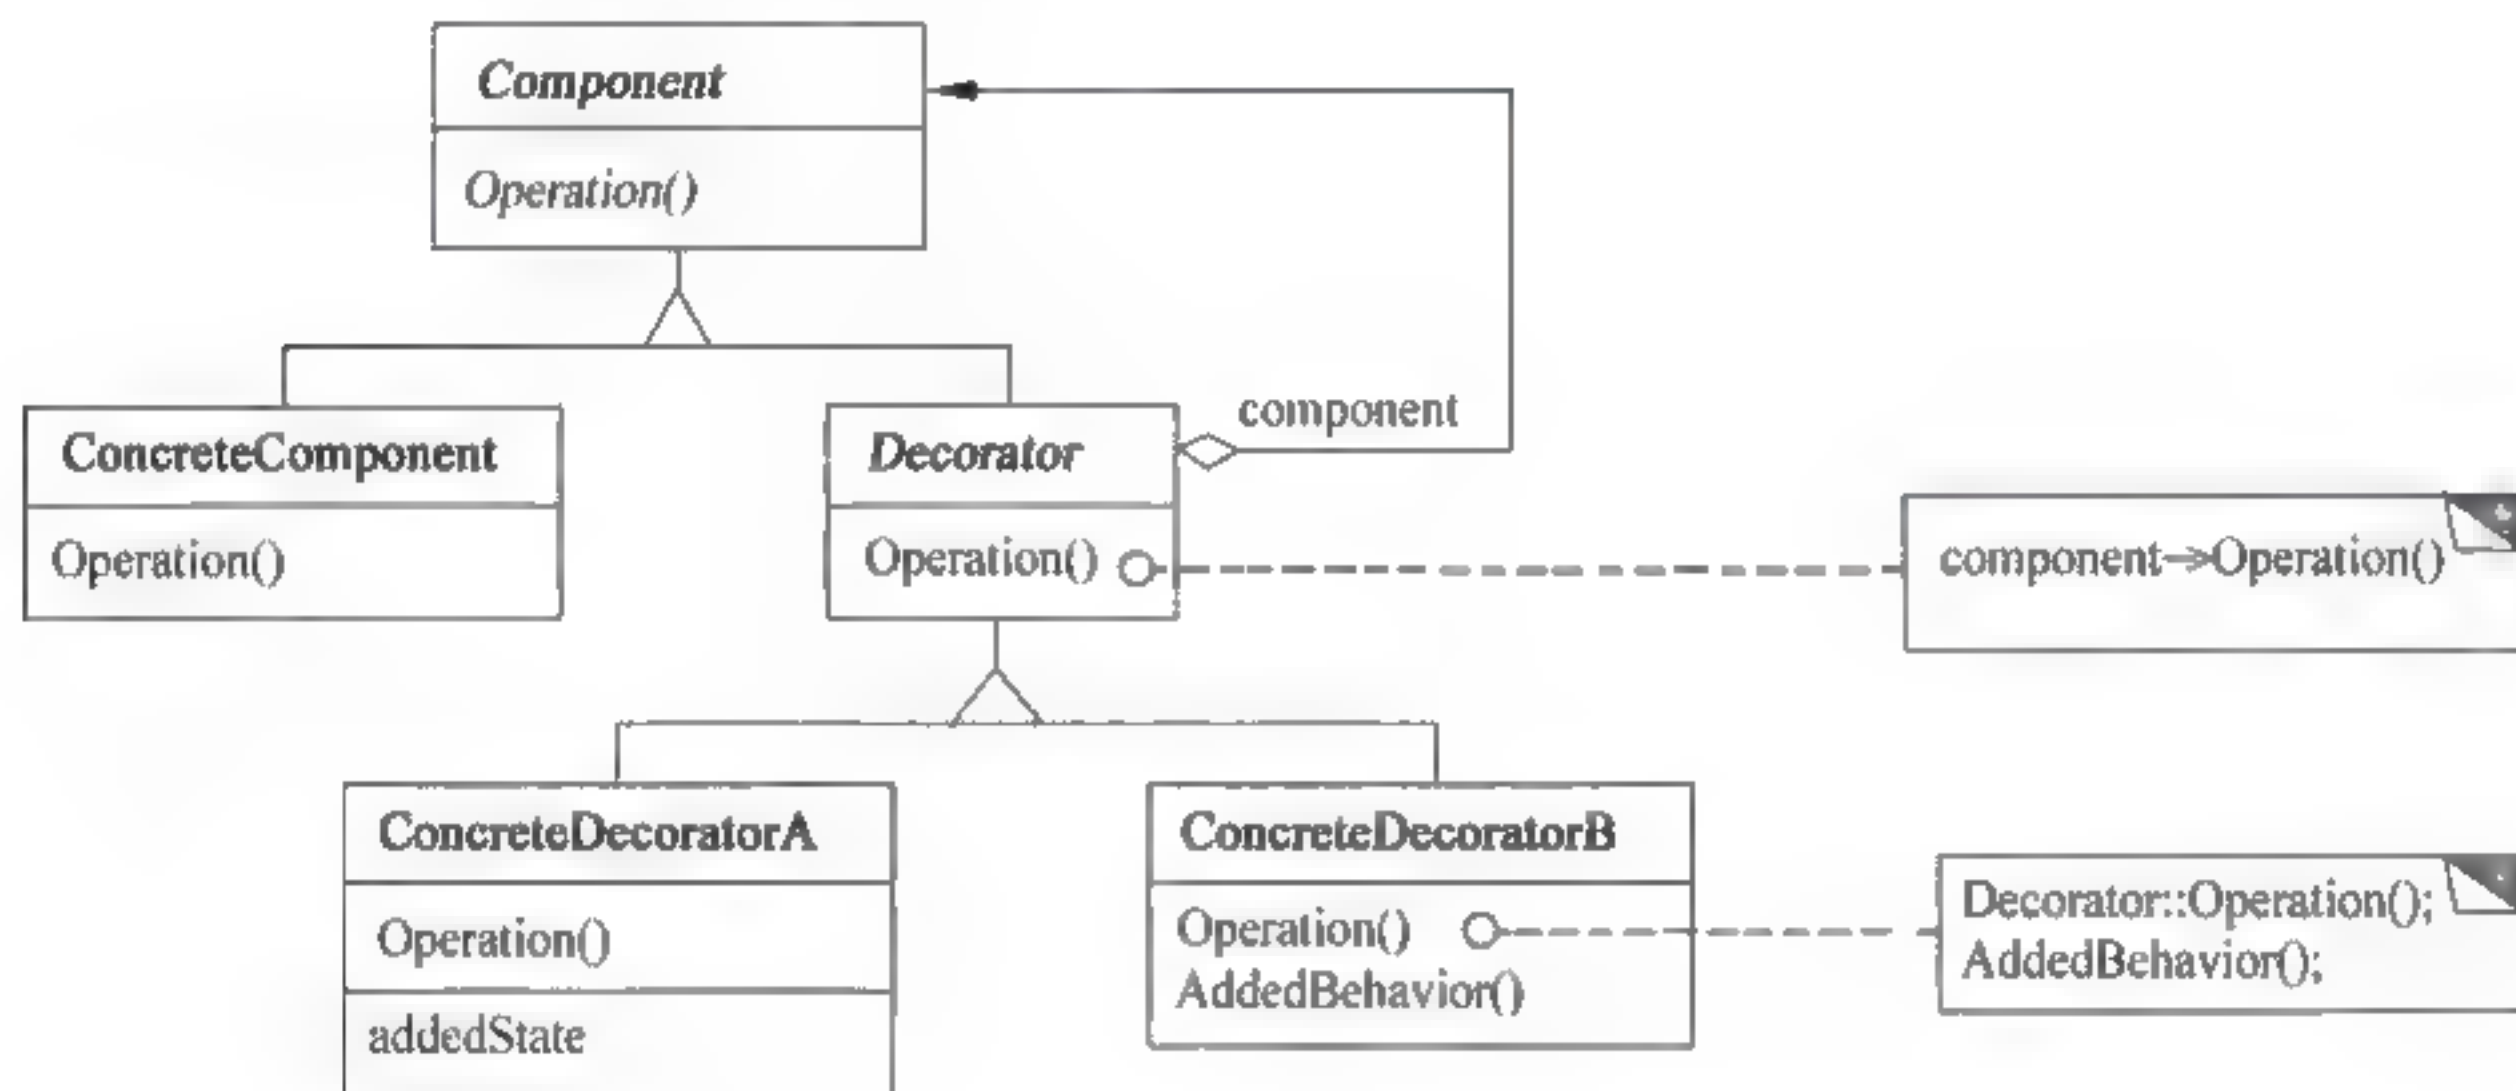 Component
Operation()
ConcreteComponent
Operation()
Decorator
Operation()
component
component->Operation()
ConcreteDecoratorA
Operation()
addedState
ConcreteDecoratorB
Operation()
AddedBehavior()
Decorator::Operation();
AddedBehavior();